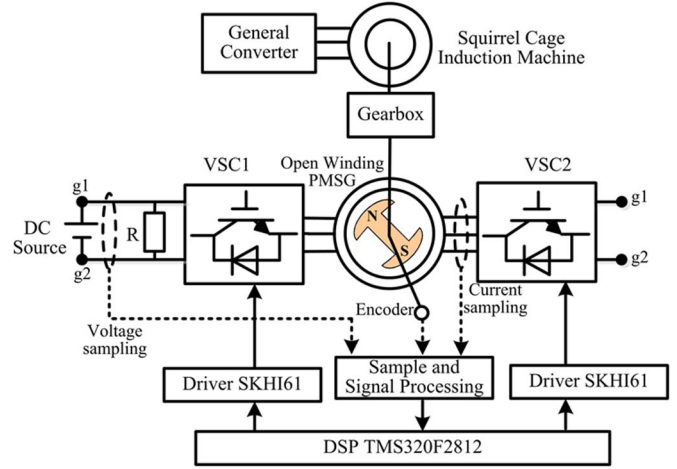 General
Converter
Squirrel Cage
Induction Machine
Gearbox
VSC1
Open Winding
PMSG
VSC2
g1
DC
Source
R
g2
N
S
g1
g2
Encoder
Current
sampling
Voltage
sampling
Driver SKHI61
Sample and
Signal Processing
Driver SKHI61
DSP TMS320F2812